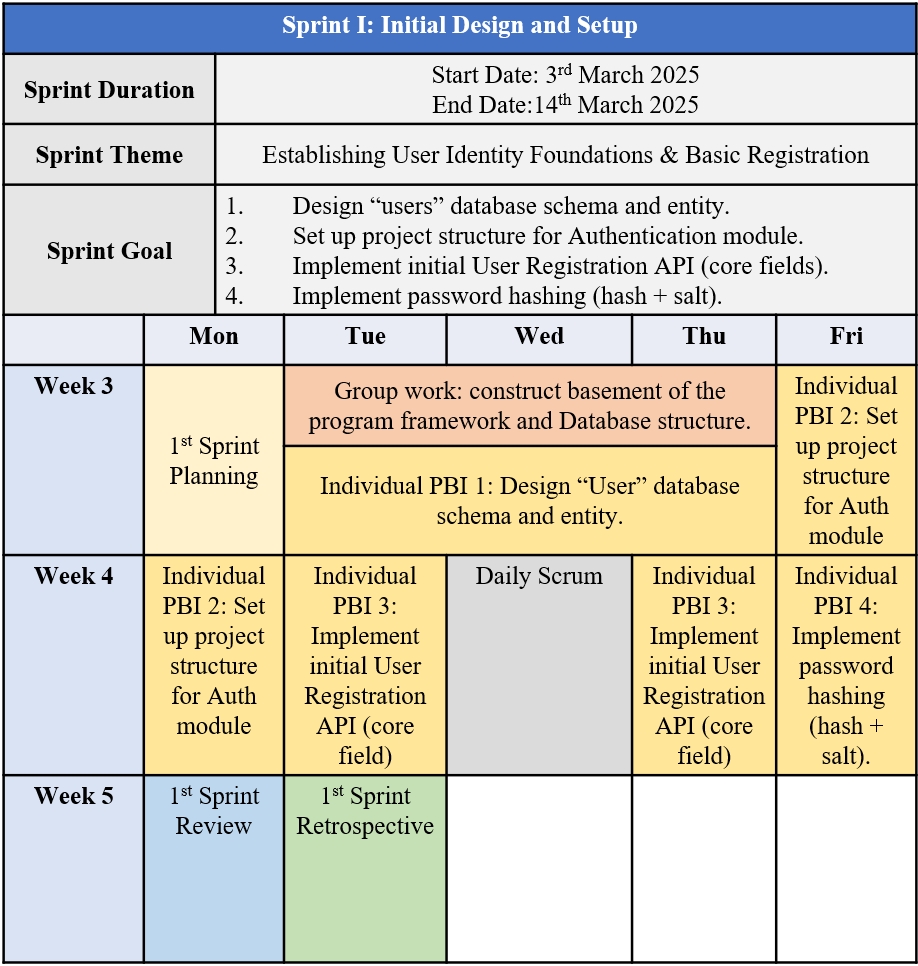 Sprint I: Initial Design and Setup
Sprint Duration
Start Date: 3rd March 2025
End Date:14th March 2025
Sprint Theme
Establishing User Identity Foundations & Basic Registration
Sprint Goal
1. Design “users” database schema and entity.
2. Set up project structure for Authentication module.
3. Implement initial User Registration API (core fields).
4. Implement password hashing (hash + salt).
Mon
Tue
Wed
Thu
Fri
Week 3
1st Sprint
Planning
Group work: construct basement of the
program framework and Database structure.
Individual PBI 1: Design “User” database
schema and entity.
Individual
PBI 2: Set
up project
structure
for Auth
module
Week 4
Individual
PBI 2: Set
up project
structure
for Auth
module
Individual
PBI 3:
Implement
initial User
Registration
API (core
field)
Daily Scrum
Individual
PBI 3:
Implement
initial User
Registration
API (core
field)
Individual
PBI 4:
Implement
password
hashing
(hash +
salt).
Week 5
1st Sprint
Review
1st Sprint
Retrospective